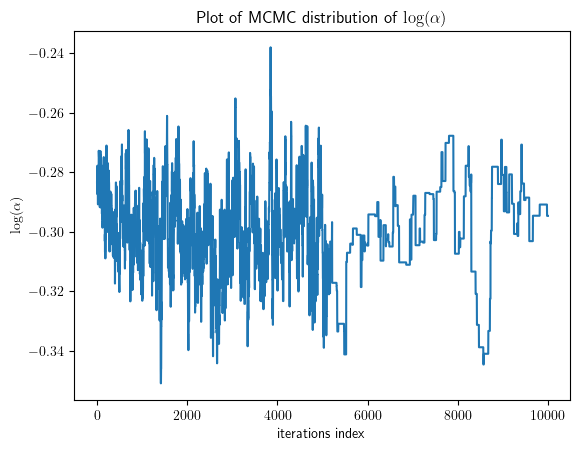 Plot of MCMC distribution of log(α)
−0.24
−0.26
−0.28
−0.30
−0.32
−0.34
log(α)
0 2000 4000 6000 8000 10000
iterations index